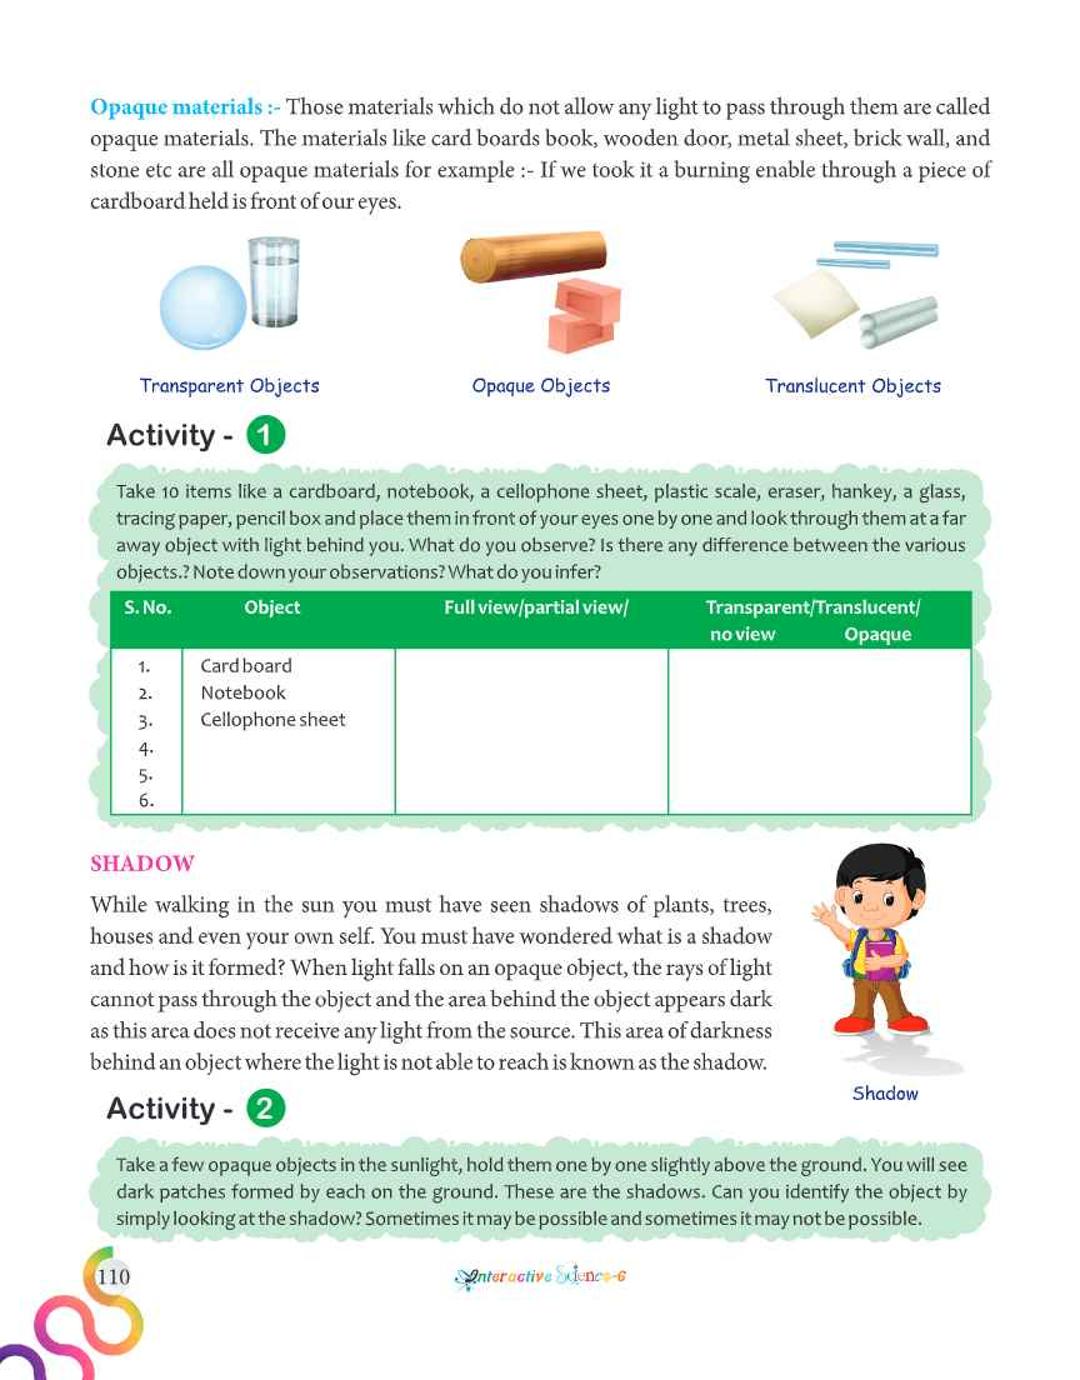 Opaque materials :- Those materials which do not allow any light to pass through them are called
opaque materials. The materials like card boards book, wooden door, metal sheet, brick wall, and
stone etc are all opaque materials for example :- If we took it a burning enable through a piece of
cardboard held is front of our eyes.
Transparent Objects
Opaque Objects
Translucent Objects
Activity - 1
Take 10 items like a cardboard, notebook, a cellophone sheet, plastic scale, eraser, hankey, a glass,
tracing paper, pencil box and place them in front of your eyes one by one and look through them at a far
away object with light behind you. What do you observe? Is there any difference between the various
objects.? Note down your observations? What do you infer?
S. No. Object Full view/partial view/ Transparent/Translucent/
no view Opaque
1. Card board
2. Notebook
3. Cellophone sheet
4.
5.
6.
SHADOW
While walking in the sun you must have seen shadows of plants, trees,
houses and even your own self. You must have wondered what is a shadow
and how is it formed? When light falls on an opaque object, the rays of light
cannot pass through the object and the area behind the object appears dark
as this area does not receive any light from the source. This area of darkness
behind an object where the light is not able to reach is known as the shadow.
Shadow
Activity - 2
Take a few opaque objects in the sunlight, hold them one by one slightly above the ground. You will see
dark patches formed by each on the ground. These are the shadows. Can you identify the object by
simply looking at the shadow? Sometimes it may be possible and sometimes it may not be possible.
110
Interactive Science-6